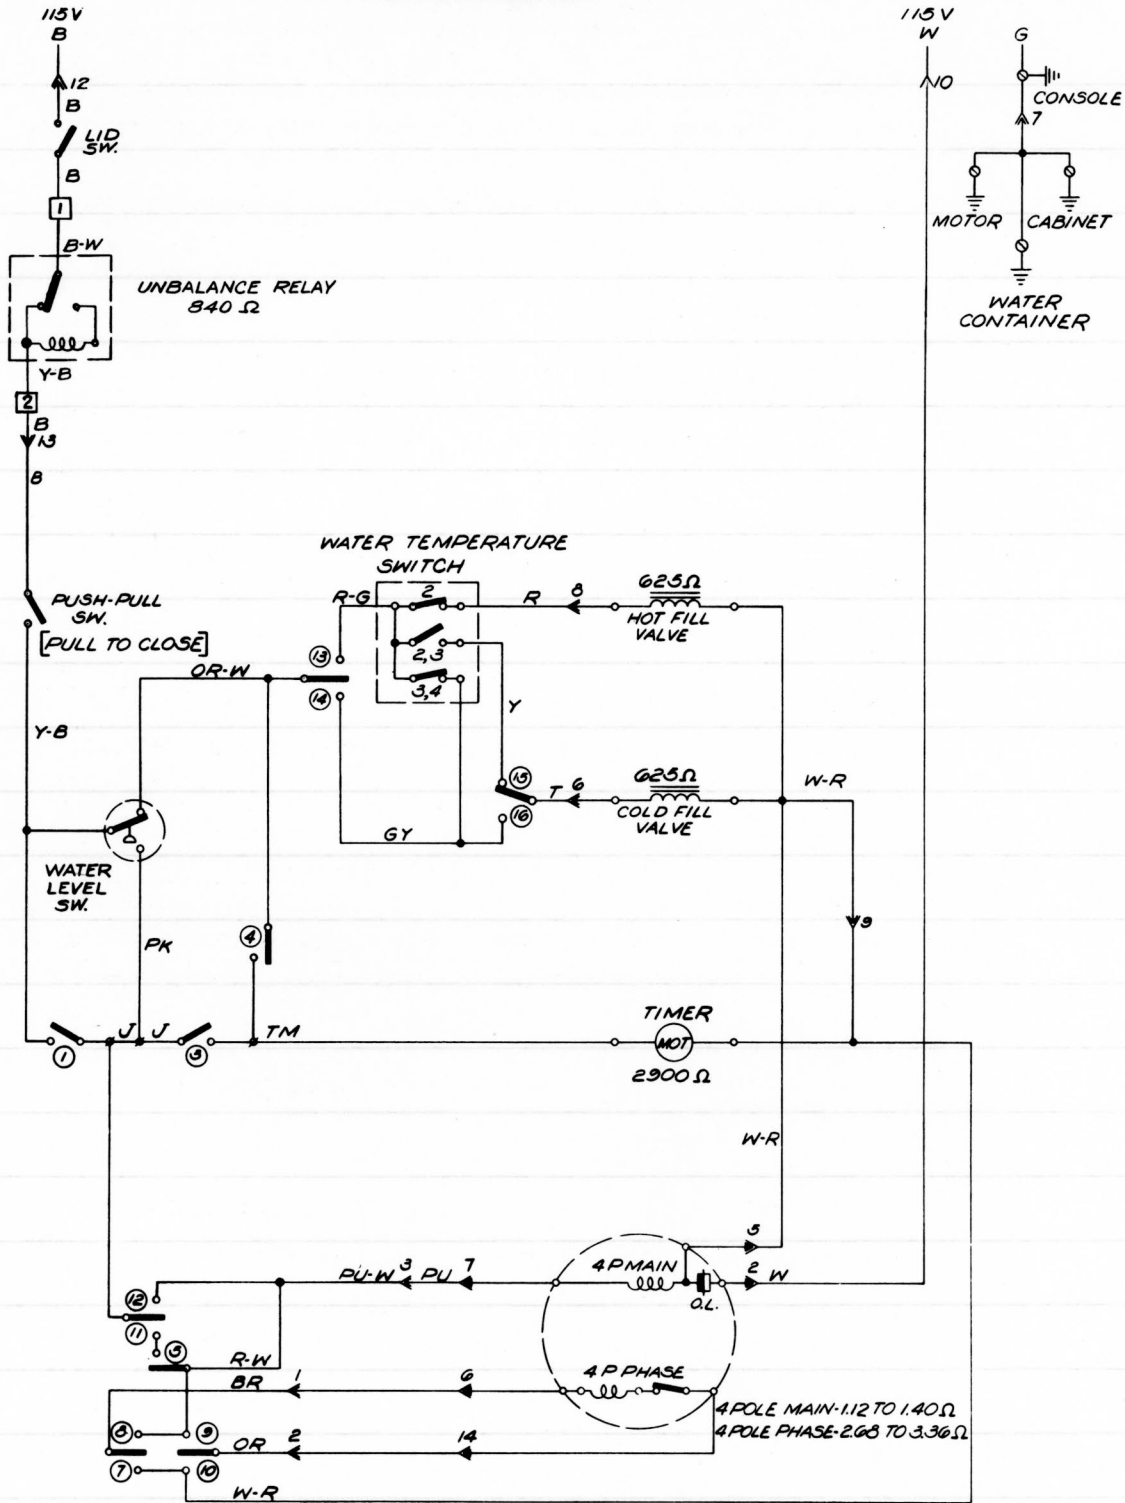 115V
B
12
B
LID
SW.
B
1
B-W
UNBALANCE RELAY
840 Ω
Y-B
2
B
13
B
PUSH-PULL
SW.
[PULL TO CLOSE]
Y-B
115V
W
10
G
CONSOLE
7
MOTOR
CABINET
WATER
CONTAINER
WATER TEMPERATURE
SWITCH
R-G
2
2,3
3,4
R
8
625Ω
HOT FILL
VALVE
OR-W
13
14
Y
15
16
T
6
625Ω
COLD FILL
VALVE
W-R
GY
WATER
LEVEL
SW.
PK
4
9
J
J
TM
1
3
TIMER
MOT
2900Ω
W-R
5
4P MAIN
O.L.
2
W
PU-W
3
PU
7
12
11
5
R-W
BR
1
6
4P PHASE
4 POLE MAIN-1.12 TO 1.40Ω
4 POLE PHASE-2.68 TO 3.36Ω
8
9
OR
2
14
7
10
W-R